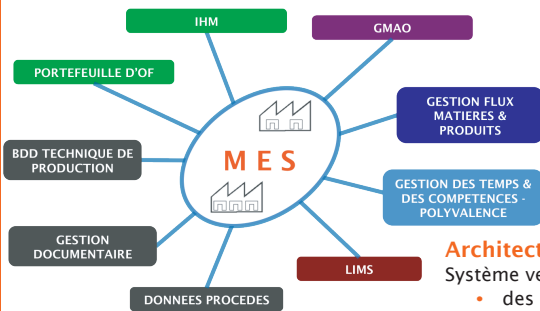 IHM
GMAO
PORTEFEUILLE D'OF
GESTION FLUX
MATIERES &
PRODUITS
BDD TECHNIQUE DE
PRODUCTION
MES
GESTION DES TEMPS &
DES COMPETENCES -
POLYVALENCE
GESTION
DOCUMENTAIRE
LIMS
DONNEES PROCEDES
Système
• des